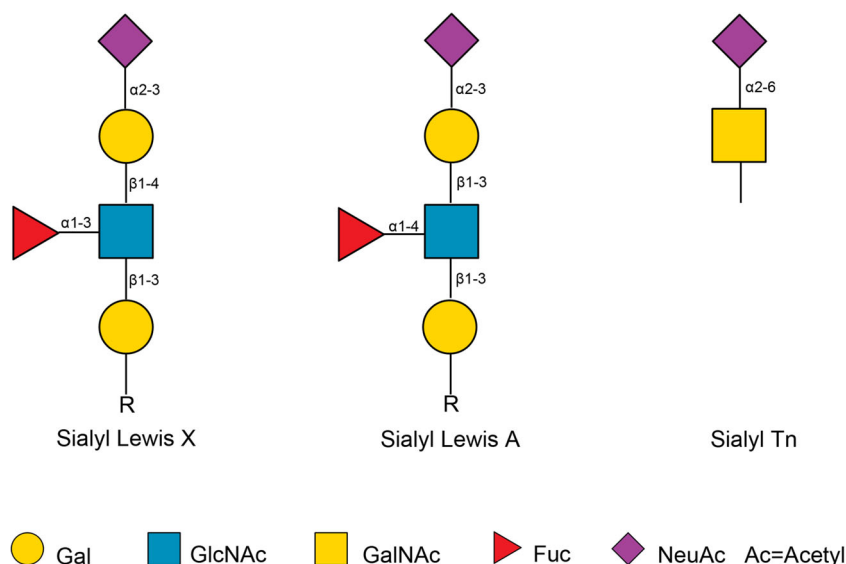 α2-3 α2-3 α2-6
β1-4 β1-3
α1-3 α1-4
β1-3 β1-3
R R
Sialyl Lewis X Sialyl Lewis A Sialyl Tn
Gal GlcNAc GalNAc Fuc NeuAc Ac=Acetyl